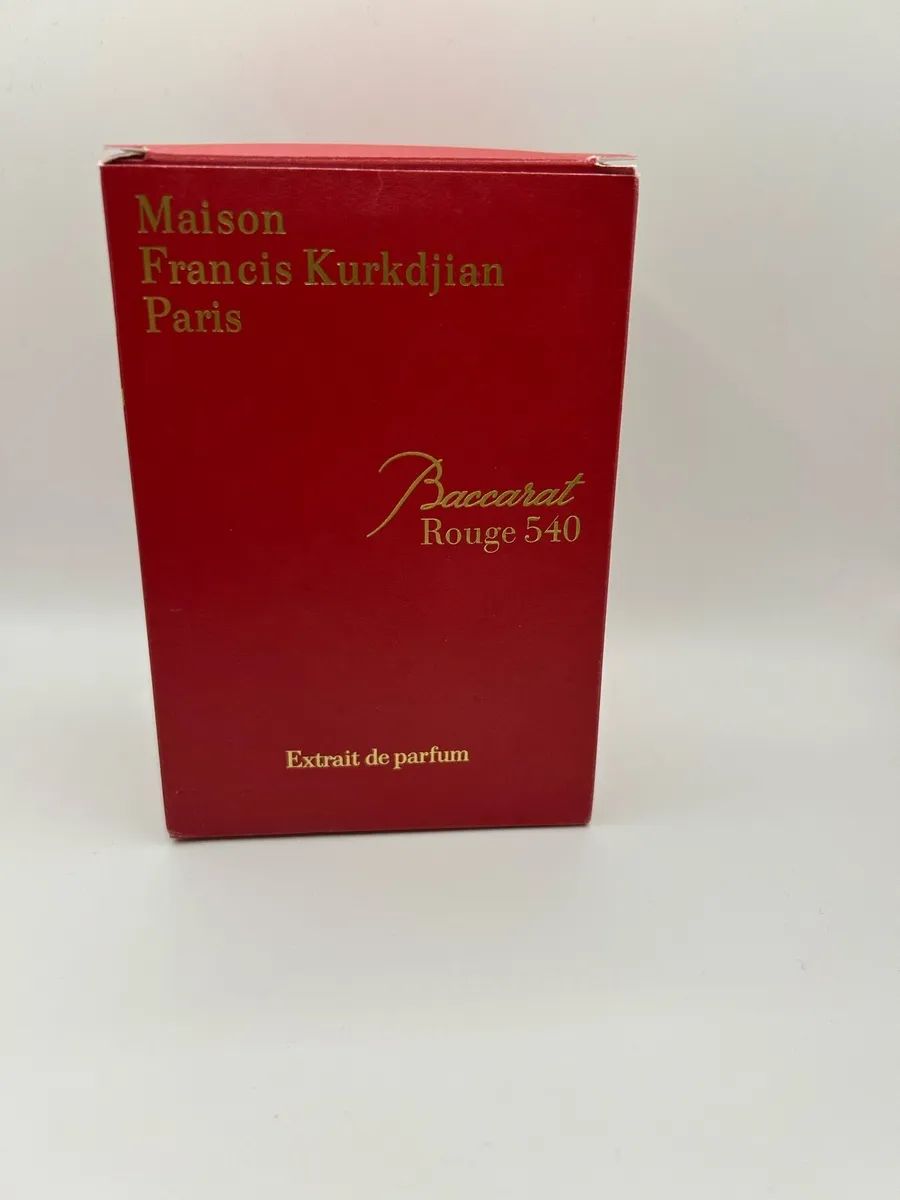 Maison
Francis Kurkdjian
Paris
Baccarat
Rouge 540
Extrait de parfum